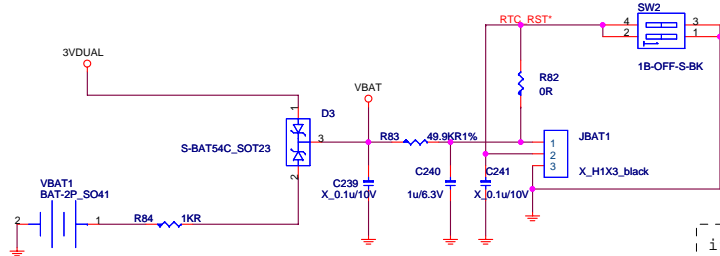 SW2
RTC_RST*
4 3
2 1
1B-OFF-S-BK
3VDUAL
VBAT
R82
0R
1
D3
S-BAT54C_SOT23
3
2
R83 49.9KR1%
JBAT1
1
2
3
X_H1X3_black
C239
X_0.1u/10V
C240
1u/6.3V
C241
X_0.1u/10V
VBAT1
BAT-2P_SO41
2 1
R84 1KR
i